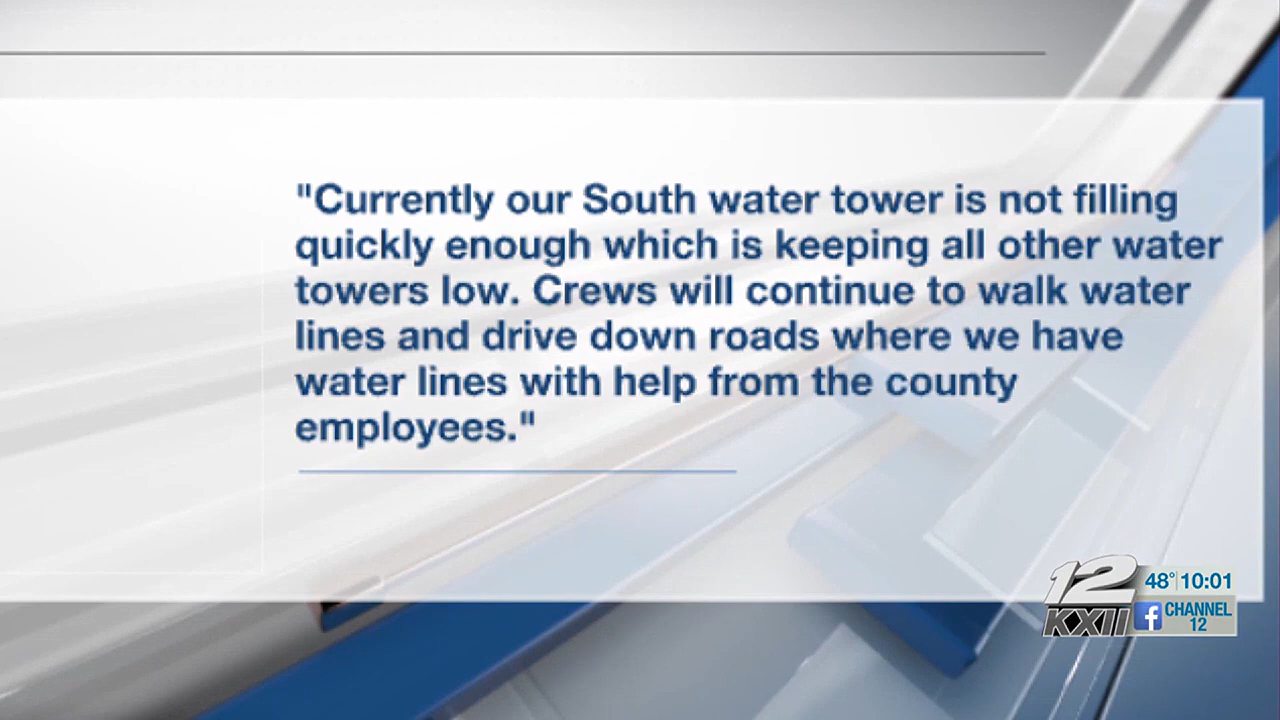 "Currently our South water tower is not filling
quickly enough which is keeping all other water
towers low. Crews will continue to walk water
lines and drive down roads where we have
water lines with help from the county
employees."
12
KXII
48° 10:01
f CHANNEL
12